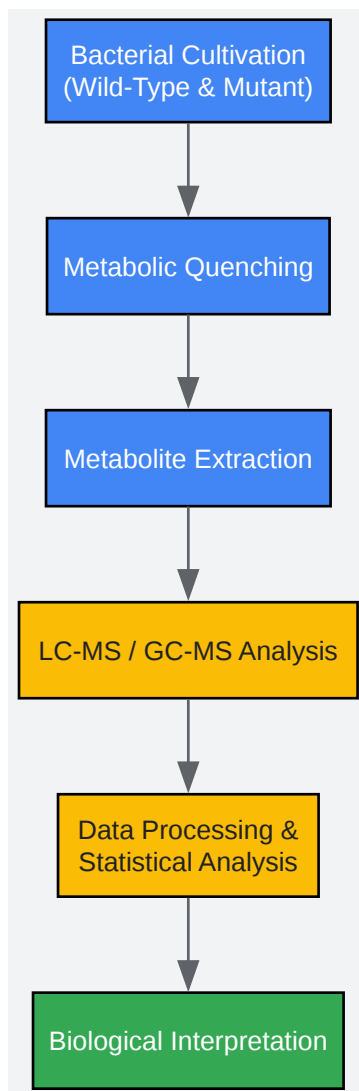 Bacterial Cultivation
(Wild-Type & Mutant)
Metabolic Quenching
Metabolite Extraction
LC-MS / GC-MS Analysis
Data Processing &
Statistical Analysis
Biological Interpretation